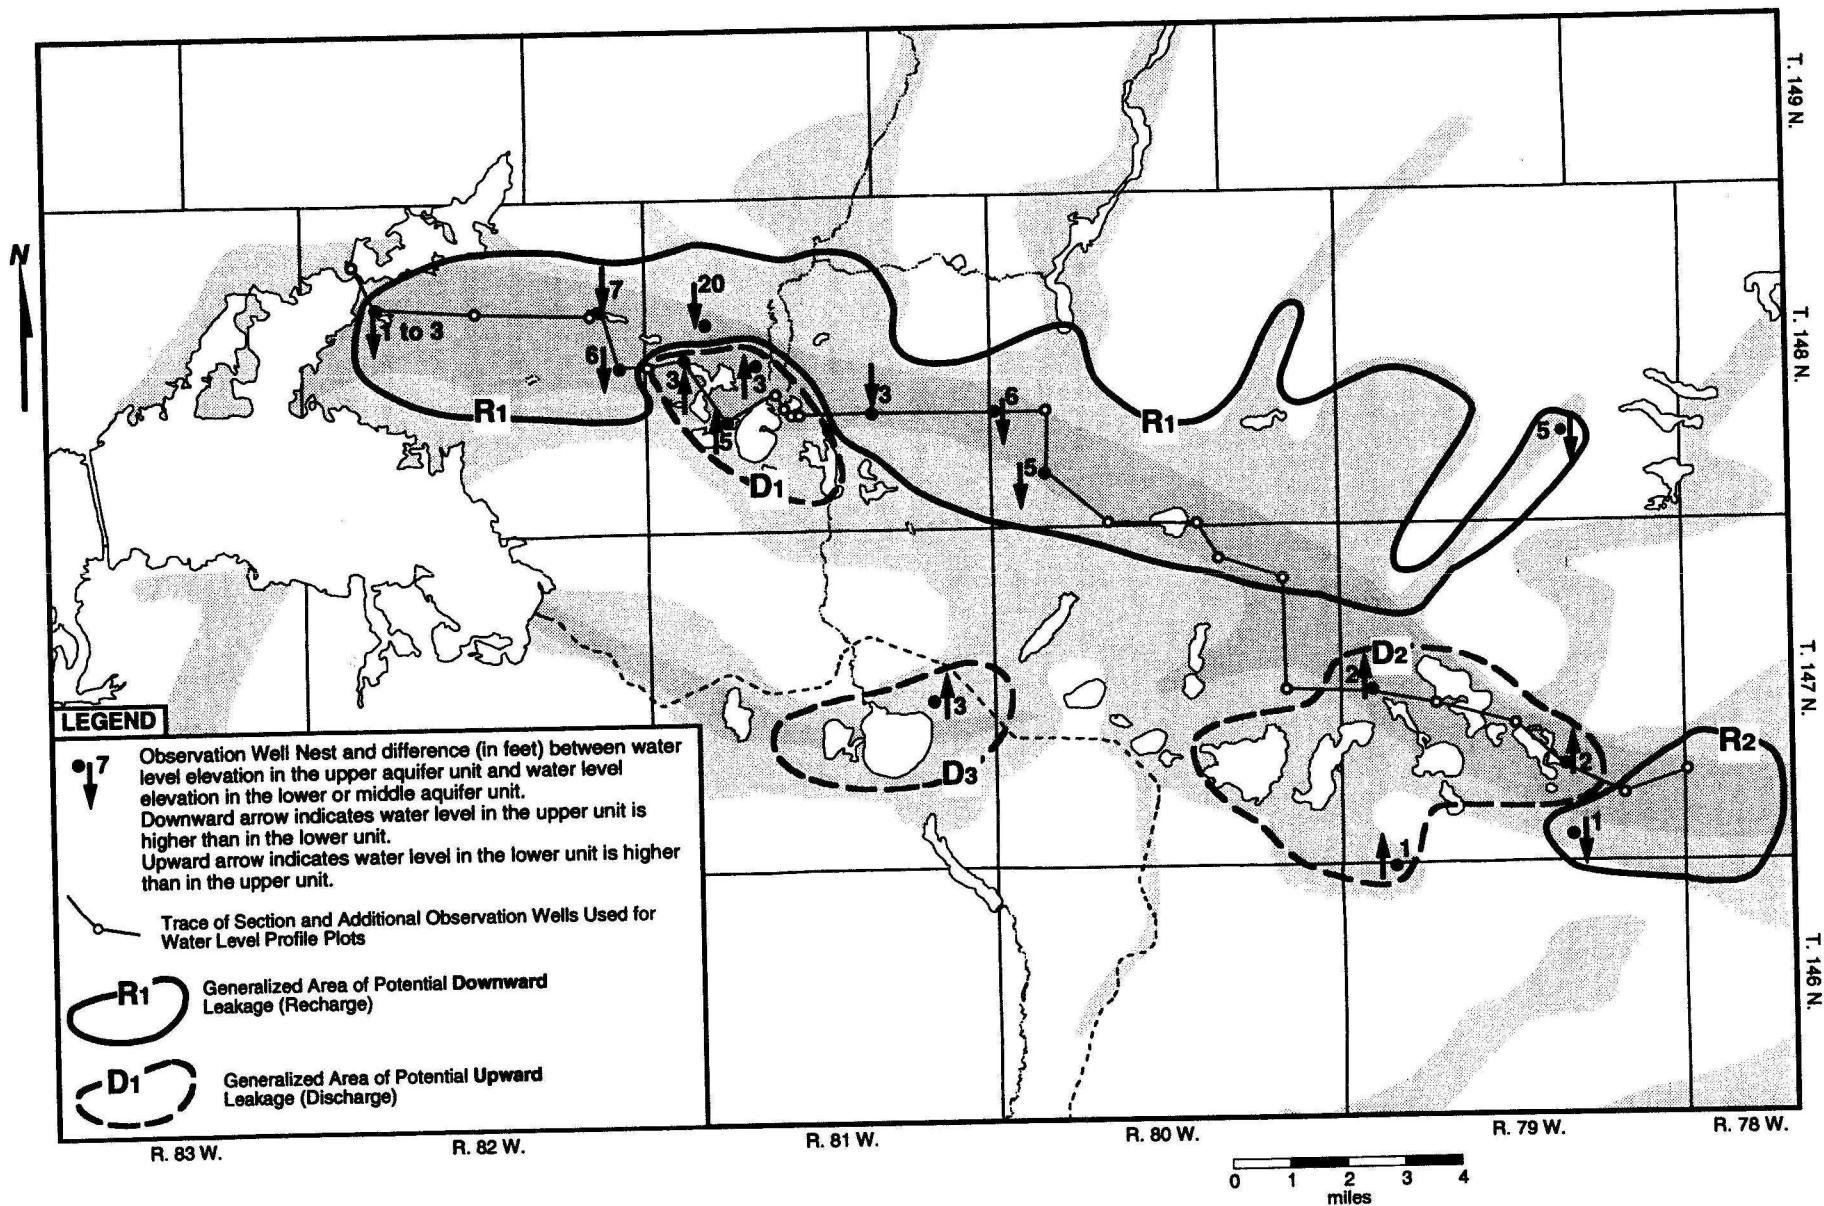 T. 149 N.
N
7
20
1 to 3
T. 148 N.
6
3
3
3
6
R1
R1
5
5
5
D1
D2
2
T. 147 N.
3
R2
2
D3
1
1
LEGEND
7
Observation Well Nest and difference (in feet) between water
level elevation in the upper aquifer unit and water level
elevation in the lower or middle aquifer unit.
Downward arrow indicates water level in the upper unit is
higher than in the lower unit.
Upward arrow indicates water level in the lower unit is higher
than in the upper unit.
Trace of Section and Additional Observation Wells Used for
Water Level Profile Plots
R1
Generalized Area of Potential Downward
Leakage (Recharge)
D1
Generalized Area of Potential Upward
Leakage (Discharge)
T. 146 N.
R. 83 W.
R. 82 W.
R. 81 W.
R. 80 W.
R. 79 W.
R. 78 W.
0 1 2 3 4
miles